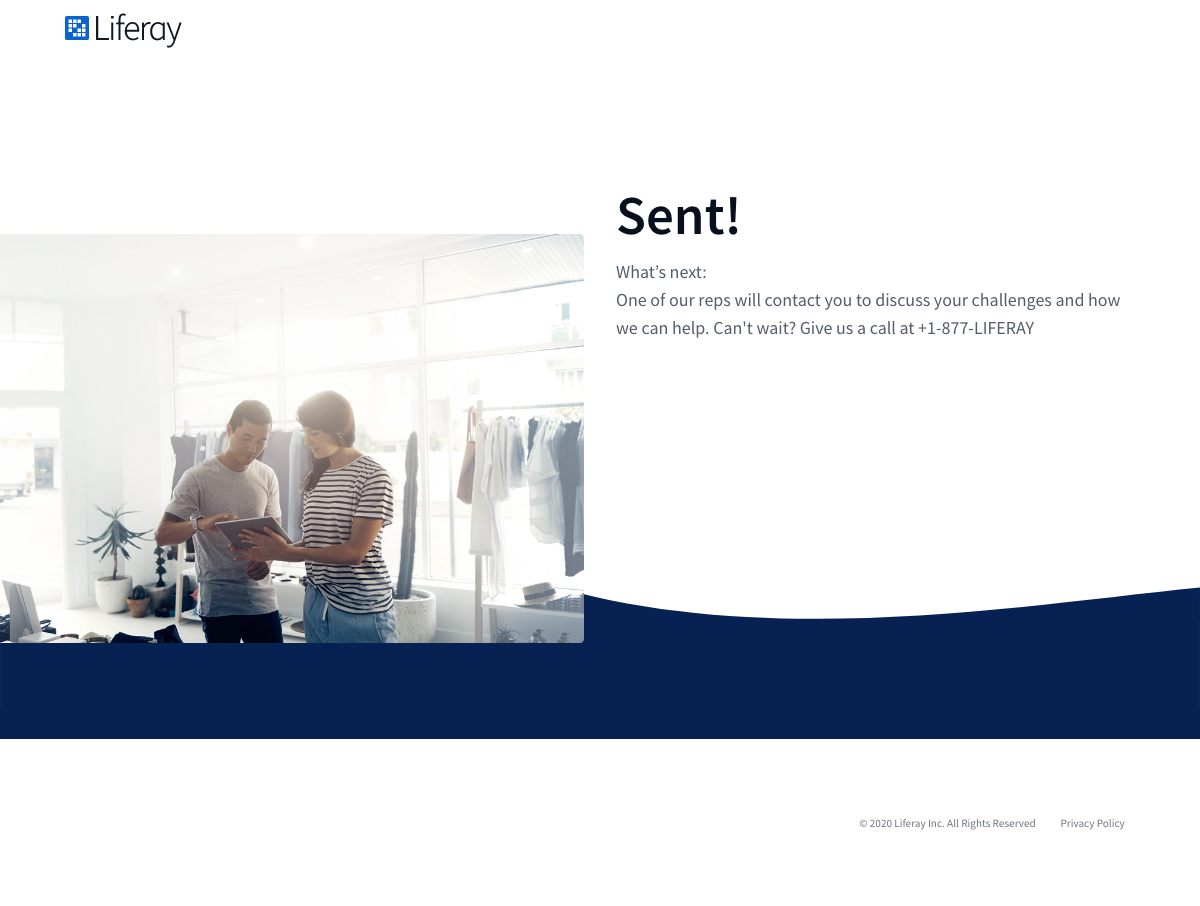 Liferay
Sent!
What’s next:
One of our reps will contact you to discuss your challenges and how
we can help. Can't wait? Give us a call at +1-877-LIFERAY
© 2020 Liferay Inc. All Rights Reserved Privacy Policy